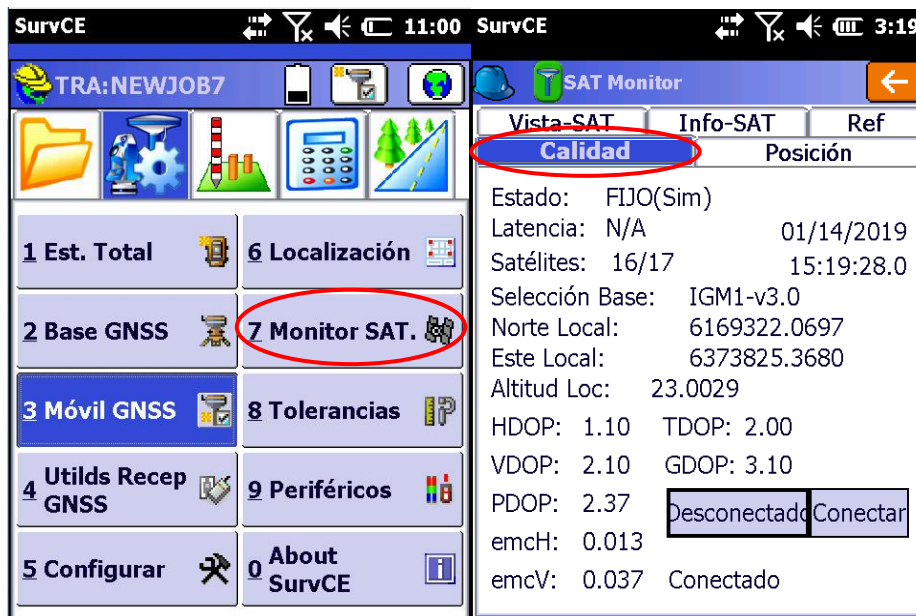 SurvCE 11:00
TRA:NEWJOB7
1 Est. Total
6 Localización
2 Base GNSS
7 Monitor SAT.
3 Móvil GNSS
8 Tolerancias
4 Utilds Recep
GNSS
9 Periféricos
5 Configurar
0 About
SurvCE
SurvCE 3:19
SAT Monitor
Vista-SAT Info-SAT Ref
Calidad Posición
Estado: FIJO(Sim)
Latencia: N/A 01/14/2019
Satélites: 16/17 15:19:28.0
Selección Base: IGM1-v3.0
Norte Local: 6169322.0697
Este Local: 6373825.3680
Altitud Loc: 23.0029
HDOP: 1.10 TDOP: 2.00
VDOP: 2.10 GDOP: 3.10
PDOP: 2.37 Desconectado Conectar
emcH: 0.013
emcV: 0.037 Conectado